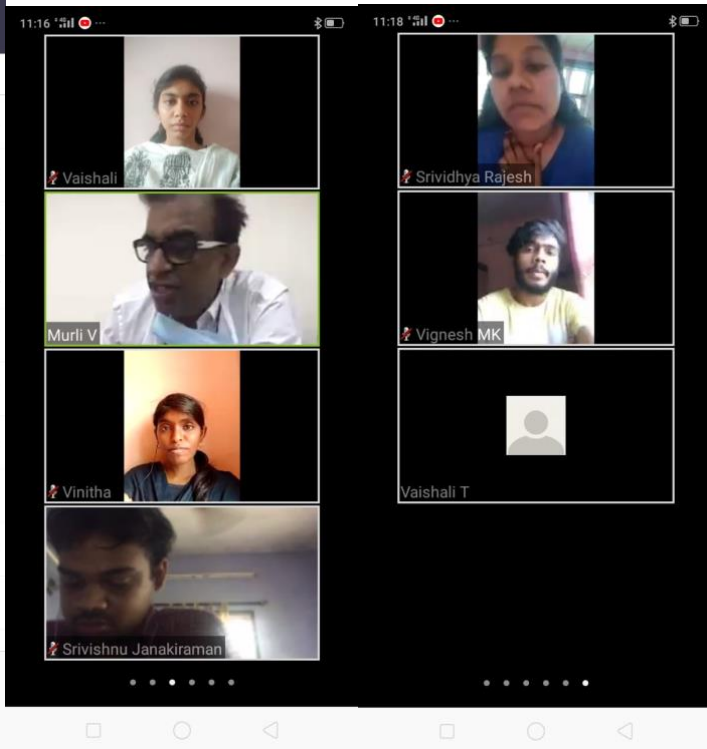 11:16
Vaishali
Murli V
Vinitha
Srivishnu Janakiraman
11:18
Srividhya Rajesh
Vignesh MK
Vaishali T